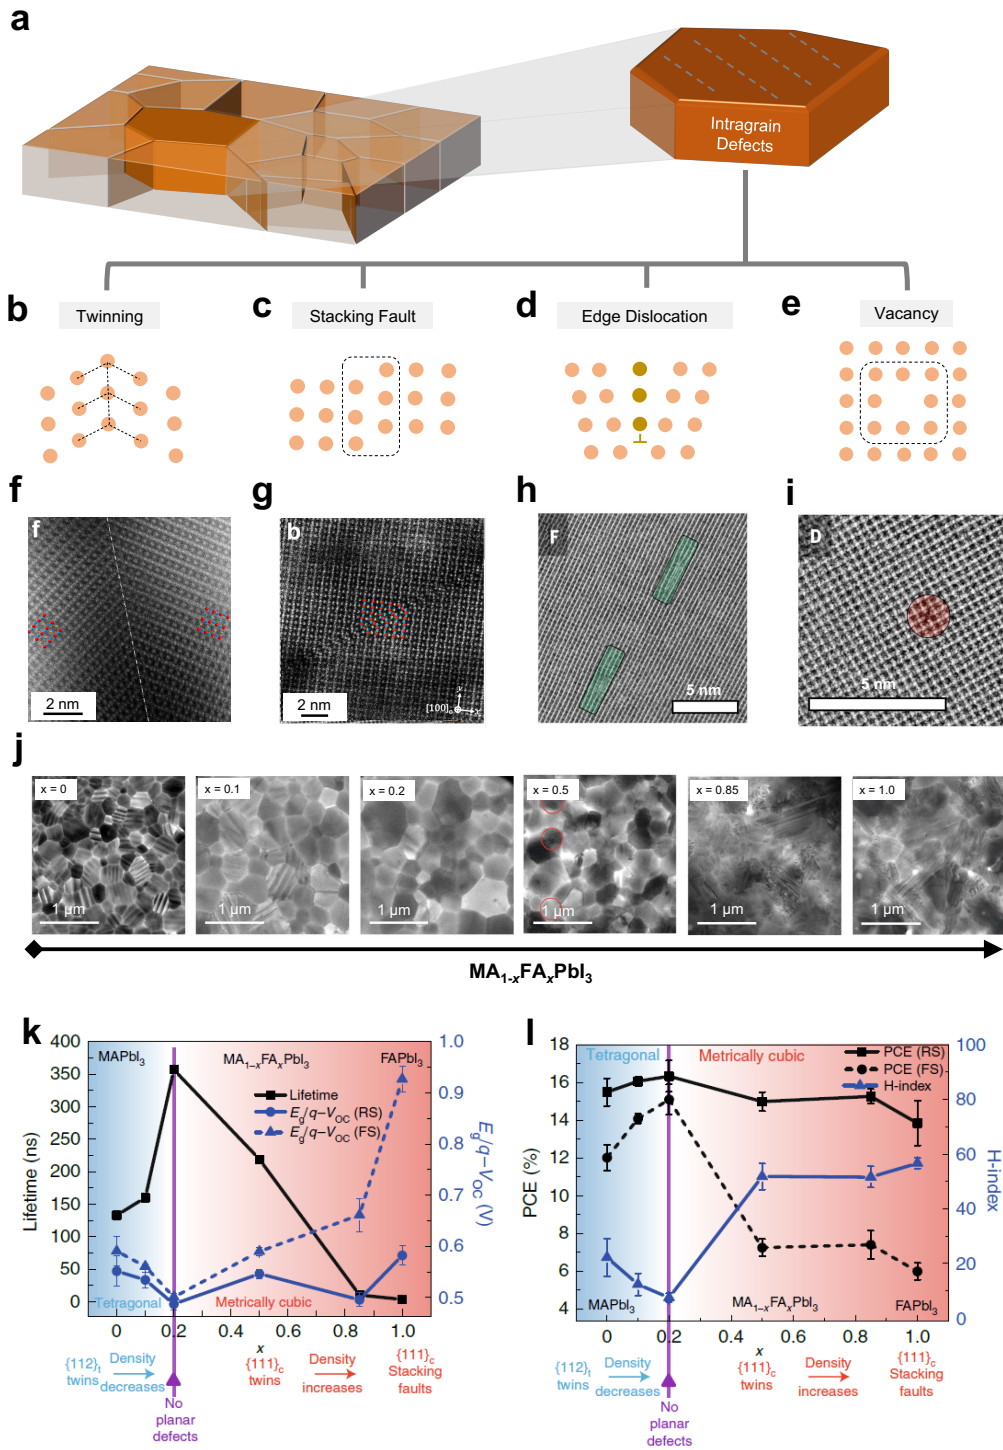 a
Intragrain
Defects
b
Twinning
c
Stacking Fault
d
Edge Dislocation
e
Vacancy
f
f
2 nm
g
b
2 nm
[100]c
x
h
F
5 nm
i
D
5 nm
j
x = 0
1 µm
x = 0.1
1 µm
x = 0.2
1 µm
x = 0.5
1 µm
x = 0.85
1 µm
x = 1.0
1 µm
MA1-xFAxPbI3
k
400
350
300
250
200
150
100
50
0
Lifetime (ns)
MAPbI3
MA1−xFAxPbI3
FAPbI3
Lifetime
Eg/q−VOC (RS)
Eg/q−VOC (FS)
Tetragonal
Metrically cubic
1.0
0.9
0.8
0.7
0.6
0.5
Eg/q−VOC (V)
0
0.2
0.4
0.6
0.8
1.0
x
{112}t
twins
Density
decreases
{111}c
twins
Density
increases
{111}c
Stacking
faults
No
planar
defects
l
18
16
14
12
10
8
6
4
PCE (%)
Tetragonal
Metrically cubic
PCE (RS)
PCE (FS)
H-index
MAPbI3
MA1−xFAxPbI3
FAPbI3
100
80
60
40
20
0
H-index
0
0.2
0.4
0.6
0.8
1.0
x
{112}t
twins
Density
decreases
{111}c
twins
Density
increases
{111}c
Stacking
faults
No
planar
defects